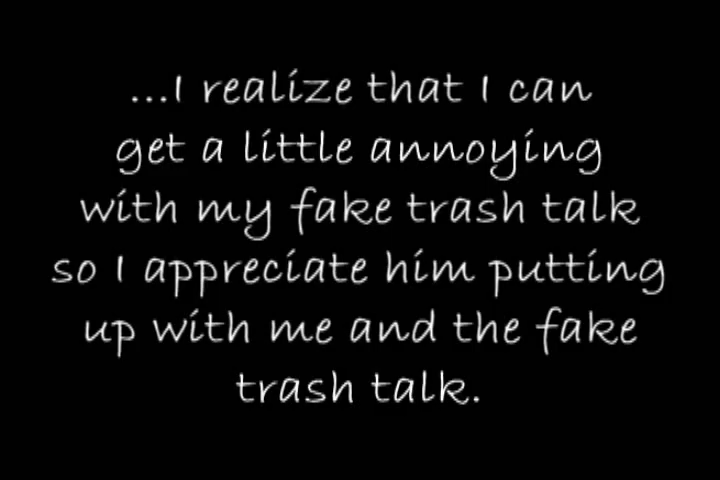 ...I realize that I can
get a little annoying
with my fake trash talk
so I appreciate him putting
up with me and the fake
trash talk.